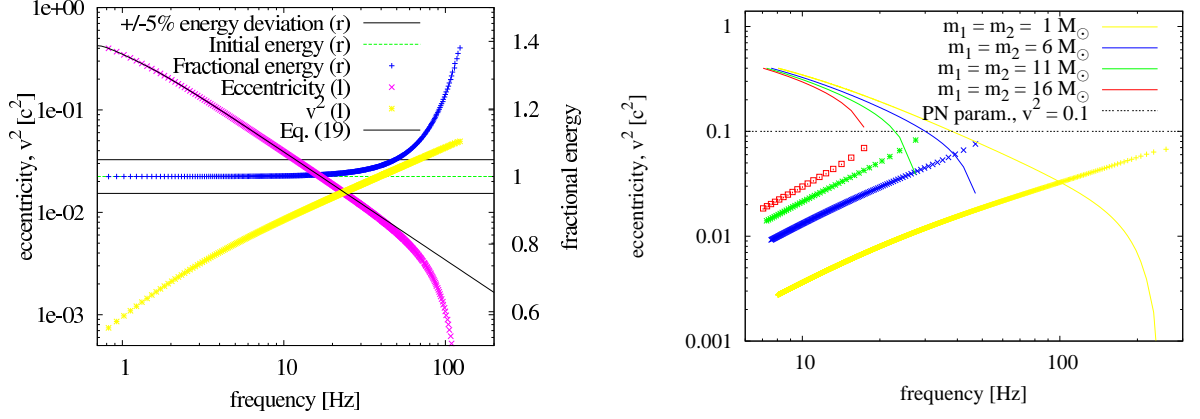 +/-5% energy deviation (r)
Initial energy (r)
Fractional energy (r)
Eccentricity (l)
v² (l)
Eq. (19)
1e+00
1e-01
1e-02
1e-03
eccentricity, v² [c²]
1.4
1.2
1
0.8
0.6
fractional energy
1
10
100
frequency [Hz]
m₁ = m₂ = 1 M☉
m₁ = m₂ = 6 M☉
m₁ = m₂ = 11 M☉
m₁ = m₂ = 16 M☉
PN param., v² = 0.1
1
0.1
0.01
0.001
eccentricity, v² [c²]
10
100
frequency [Hz]